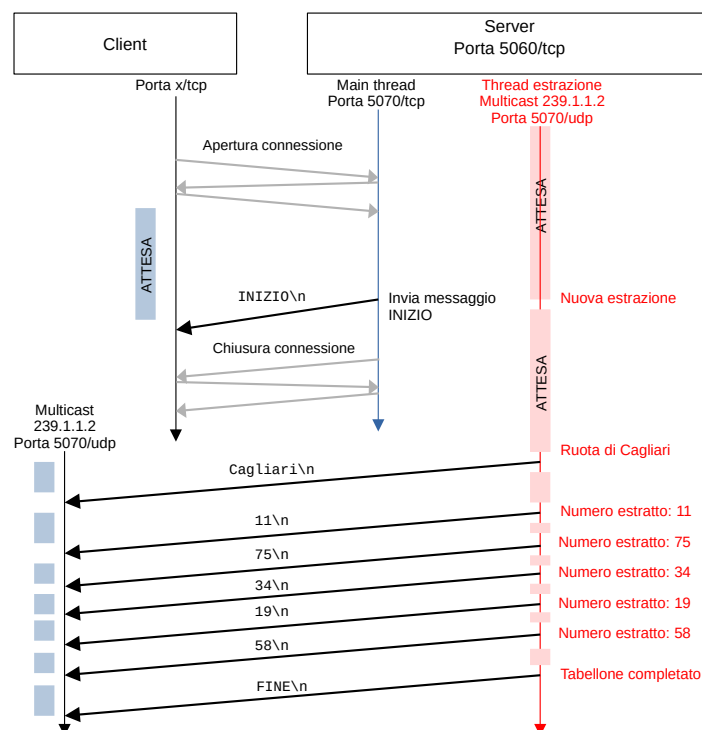 Client
Server
Porta 5060/tcp
Porta x/tcp
Main thread
Porta 5070/tcp
Thread estrazione
Multicast 239.1.1.2
Porta 5070/udp
Apertura connessione
ATTESA
ATTESA
INIZIO\n
Invia messaggio
INIZIO
Nuova estrazione
Chiusura connessione
ATTESA
Multicast
239.1.1.2
Porta 5070/udp
Ruota di Cagliari
Cagliari\n
Numero estratto: 11
11\n
Numero estratto: 75
75\n
Numero estratto: 34
34\n
Numero estratto: 19
19\n
Numero estratto: 58
58\n
Tabellone completato
FINE\n